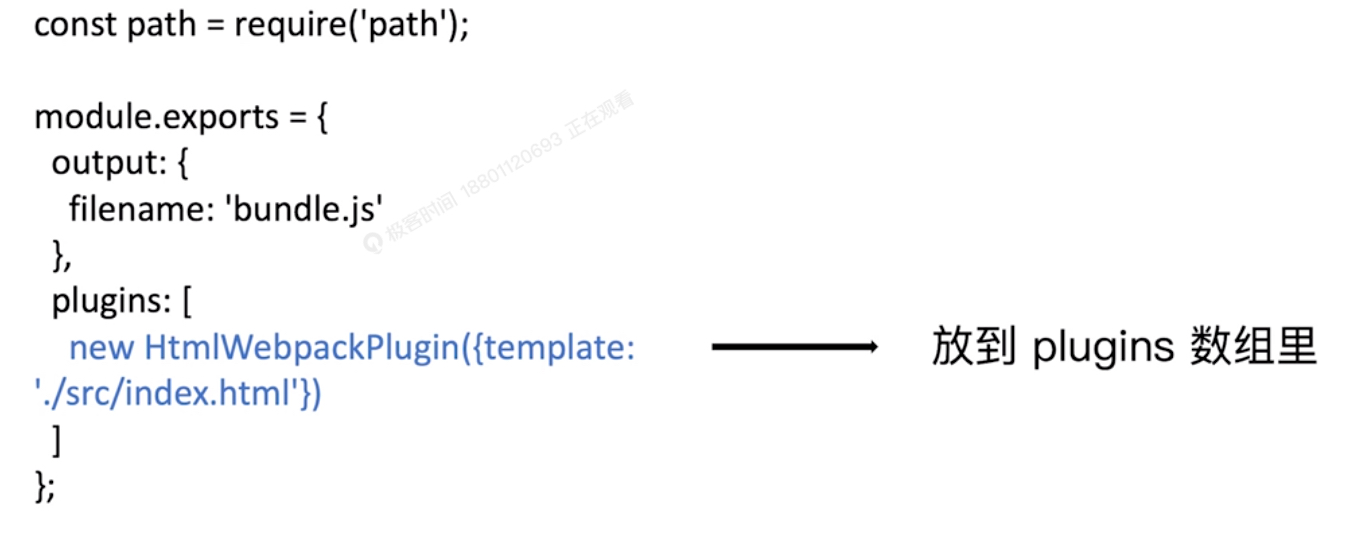 const path = require('path');
module.exports = {
output: {
filename: 'bundle.js'
},
plugins: [
new HtmlWebpackPlugin({template:
'./src/index.html'})
]
};
放到 plugins 数组里
极客时间 18801120693 正在观看